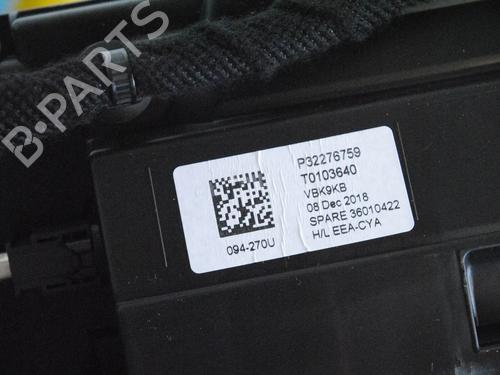 B-PARTS
P32276759
T0103640
VBK9KB
08 Dec 2018
SPARE 36010422
H/L EEA-CYA
094-270U